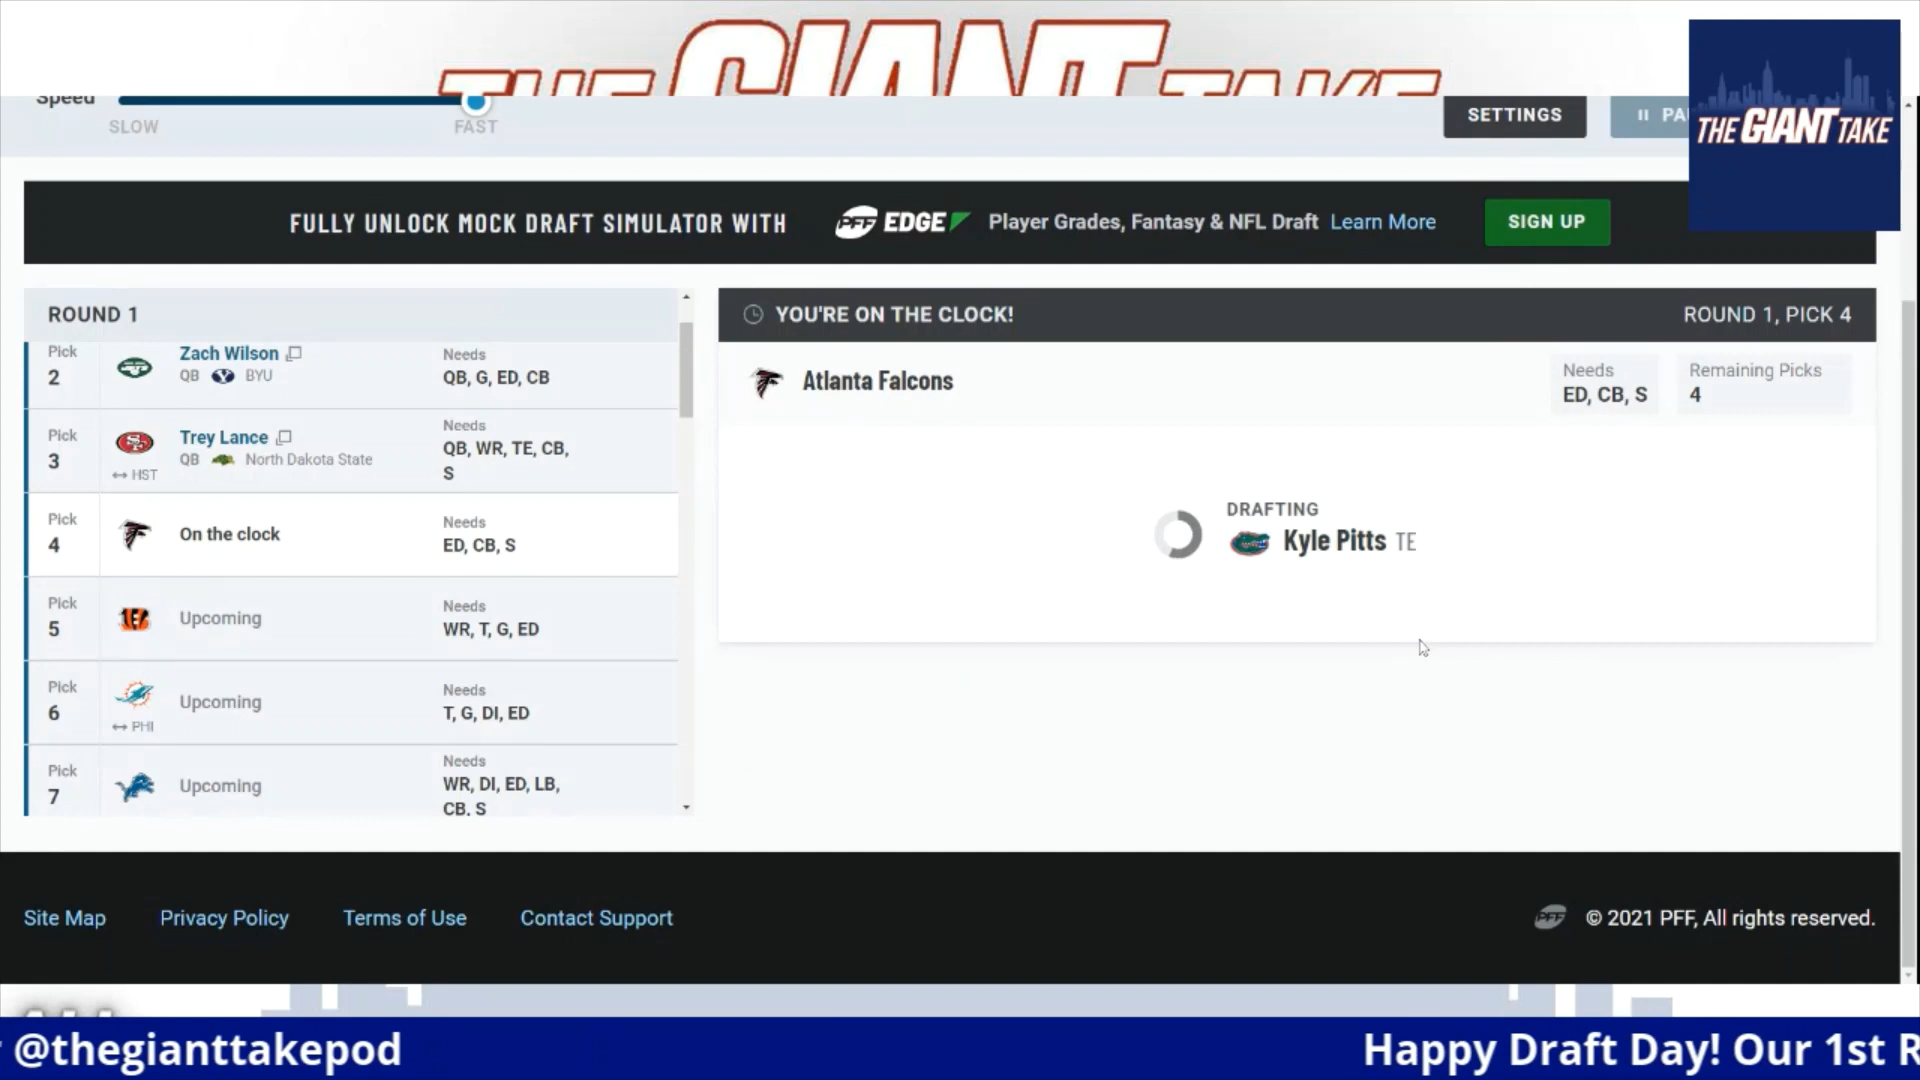 THE GIANT TAKE
Speed
SLOW
FAST
SETTINGS
THE GIANT TAKE
FULLY UNLOCK MOCK DRAFT SIMULATOR WITH
PFF EDGE
Player Grades, Fantasy & NFL Draft Learn More
SIGN UP
ROUND 1
Pick
2
Zach Wilson
QB BYU
Needs
QB, G, ED, CB
Pick
3
↔ HST
Trey Lance
QB North Dakota State
Needs
QB, WR, TE, CB,
S
Pick
4
On the clock
Needs
ED, CB, S
Pick
5
Upcoming
Needs
WR, T, G, ED
Pick
6
↔ PHI
Upcoming
Needs
T, G, DI, ED
Pick
7
Upcoming
Needs
WR, DI, ED, LB,
CB, S
YOU'RE ON THE CLOCK!
ROUND 1, PICK 4
Atlanta Falcons
Needs
ED, CB, S
Remaining Picks
4
DRAFTING
Kyle Pitts TE
Site Map
Privacy Policy
Terms of Use
Contact Support
PFF © 2021 PFF, All rights reserved.
@thegianttakepod
Happy Draft Day! Our 1st R